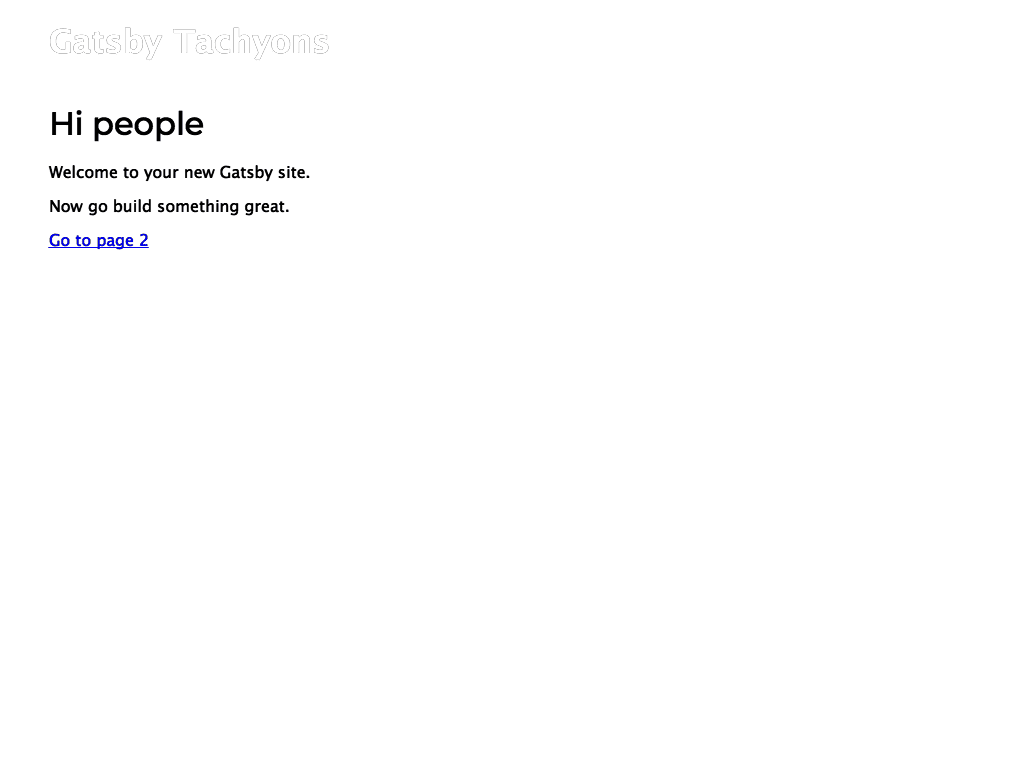 Gatsby Tachyons
Hi people
Welcome to your new Gatsby site.
Now go build something great.
Go to page 2